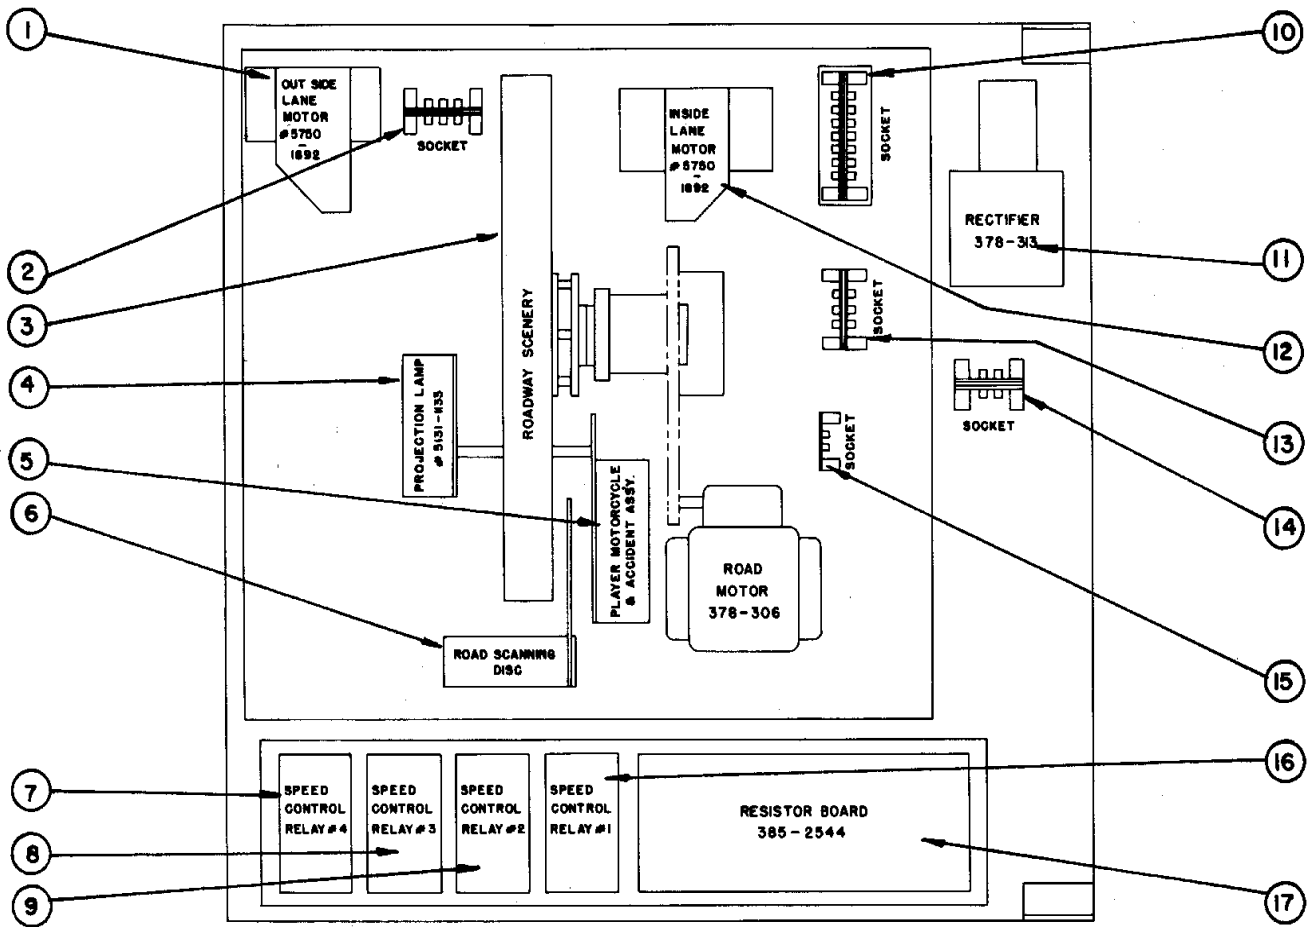 1
OUT SIDE
LANE
MOTOR
#5750
-
1892
SOCKET
2
3
ROADWAY SCENERY
4
PROJECTION LAMP
# 5131-1135
5
PLAYER MOTORCYCLE
& ACCIDENT ASSY.
6
ROAD SCANNING
DISC
INSIDE
LANE
MOTOR
#5750
-
1892
10
SOCKET
RECTIFIER
378-313
11
SOCKET
12
SOCKET
13
SOCKET
14
ROAD
MOTOR
378-306
15
7
SPEED
CONTROL
RELAY #4
8
SPEED
CONTROL
RELAY #3
9
SPEED
CONTROL
RELAY #2
SPEED
CONTROL
RELAY #1
16
RESISTOR BOARD
385-2544
17